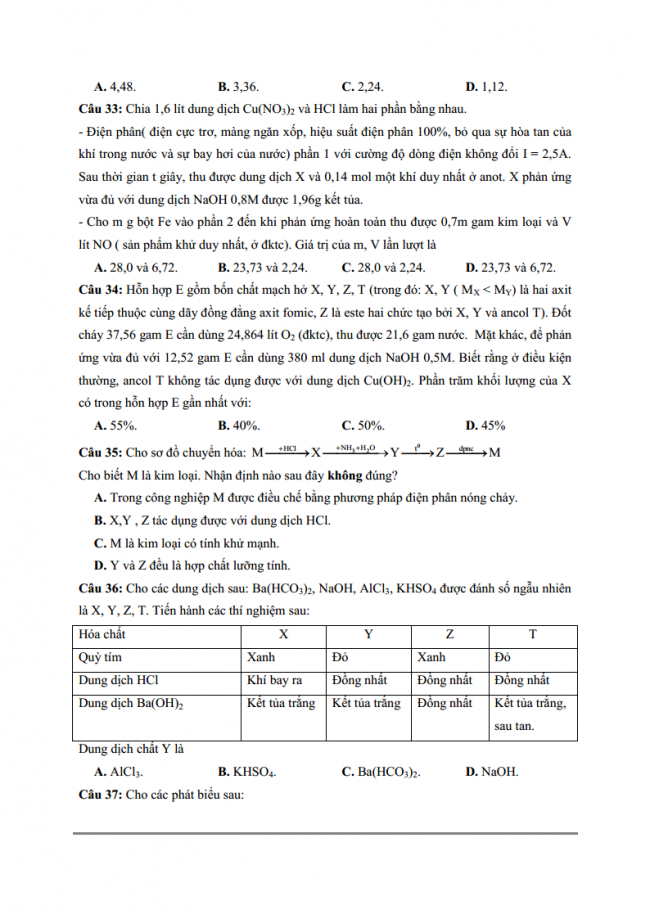 A. 4,48. B. 3,36. C. 2,24. D. 1,12.
Câu 33: Chia 1,6 lít dung dịch Cu(NO₃)₂ và HCl làm hai phần bằng nhau.
- Điện phân( điện cực trơ, màng ngăn xốp, hiệu suất điện phân 100%, bỏ qua sự hòa tan của
khí trong nước và sự bay hơi của nước) phần 1 với cường độ dòng điện không đổi I = 2,5A.
Sau thời gian t giây, thu được dung dịch X và 0,14 mol một khí duy nhất ở anot. X phản ứng
vừa đủ với dung dịch NaOH 0,8M được 1,96g kết tủa.
- Cho m g bột Fe vào phần 2 đến khi phản ứng hoàn toàn thu được 0,7m gam kim loại và V
lít NO ( sản phẩm khử duy nhất, ở đktc). Giá trị của m, V lần lượt là
A. 28,0 và 6,72. B. 23,73 và 2,24. C. 28,0 và 2,24. D. 23,73 và 6,72.
Câu 34: Hỗn hợp E gồm bốn chất mạch hở X, Y, Z, T (trong đó: X, Y ( Mₓ < Mᵧ) là hai axit
kế tiếp thuộc cùng dãy đồng đẳng axit fomic, Z là este hai chức tạo bởi X, Y và ancol T). Đốt
cháy 37,56 gam E cần dùng 24,864 lít O₂ (đktc), thu được 21,6 gam nước. Mặt khác, để phản
ứng vừa đủ với 12,52 gam E cần dùng 380 ml dung dịch NaOH 0,5M. Biết rằng ở điều kiện
thường, ancol T không tác dụng được với dung dịch Cu(OH)₂. Phần trăm khối lượng của X
có trong hỗn hợp E gần nhất với:
A. 55%. B. 40%. C. 50%. D. 45%
Câu 35: Cho sơ đồ chuyển hóa: M —+HCl→ X —+NH₃+H₂O→ Y —t⁰→ Z —dpnc→ M
Cho biết M là kim loại. Nhận định nào sau đây không đúng?
A. Trong công nghiệp M được điều chế bằng phương pháp điện phân nóng chảy.
B. X,Y , Z tác dụng được với dung dịch HCl.
C. M là kim loại có tính khử mạnh.
D. Y và Z đều là hợp chất lưỡng tính.
Câu 36: Cho các dung dịch sau: Ba(HCO₃)₂, NaOH, AlCl₃, KHSO₄ được đánh số ngẫu nhiên
là X, Y, Z, T. Tiến hành các thí nghiệm sau:
Hóa chất X Y Z T
Quỳ tím Xanh Đỏ Xanh Đỏ
Dung dịch HCl Khí bay ra Đồng nhất Đồng nhất Đồng nhất
Dung dịch Ba(OH)₂ Kết tủa trắng Kết tủa trắng Đồng nhất Kết tủa trắng,
sau tan.
Dung dịch chất Y là
A. AlCl₃. B. KHSO₄. C. Ba(HCO₃)₂. D. NaOH.
Câu 37: Cho các phát biểu sau: